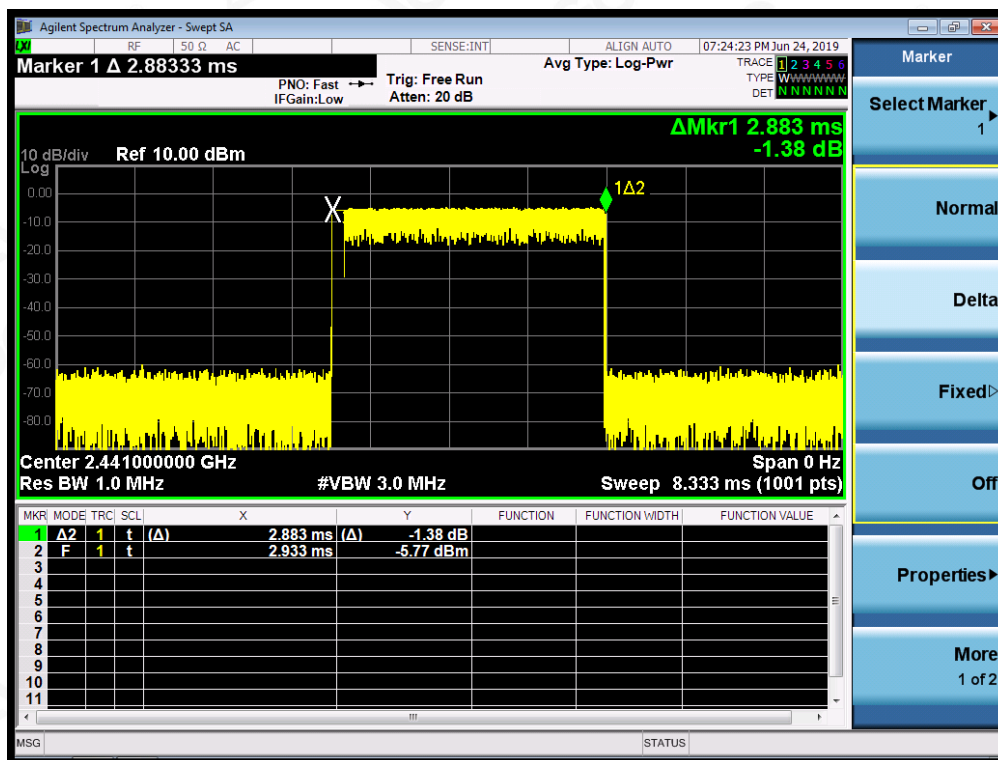 Agilent Spectrum Analyzer - Swept SA
LXI RF 50 Ω AC SENSE:INT ALIGN AUTO 07:24:23 PM Jun 24, 2019
Marker 1 Δ 2.88333 ms
PNO: Fast
IFGain:Low
Trig: Free Run
Atten: 20 dB
Avg Type: Log-Pwr
TRACE 1 2 3 4 5 6
TYPE WWWWWWW
DET N N N N N N
ΔMkr1 2.883 ms
-1.38 dB
10 dB/div Ref 10.00 dBm
Log
0.00
-10.0
-20.0
-30.0
-40.0
-50.0
-60.0
-70.0
-80.0
1Δ2
Center 2.441000000 GHz Span 0 Hz
Res BW 1.0 MHz #VBW 3.0 MHz Sweep 8.333 ms (1001 pts)
MKR MODE TRC SCL X Y FUNCTION FUNCTION WIDTH FUNCTION VALUE
1 Δ2 1 t (Δ) 2.883 ms (Δ) -1.38 dB
2 F 1 t 2.933 ms -5.77 dBm
3
4
5
6
7
8
9
10
11
MSG STATUS
Marker
Select Marker
1
Normal
Delta
Fixed
Off
Properties
More
1 of 2